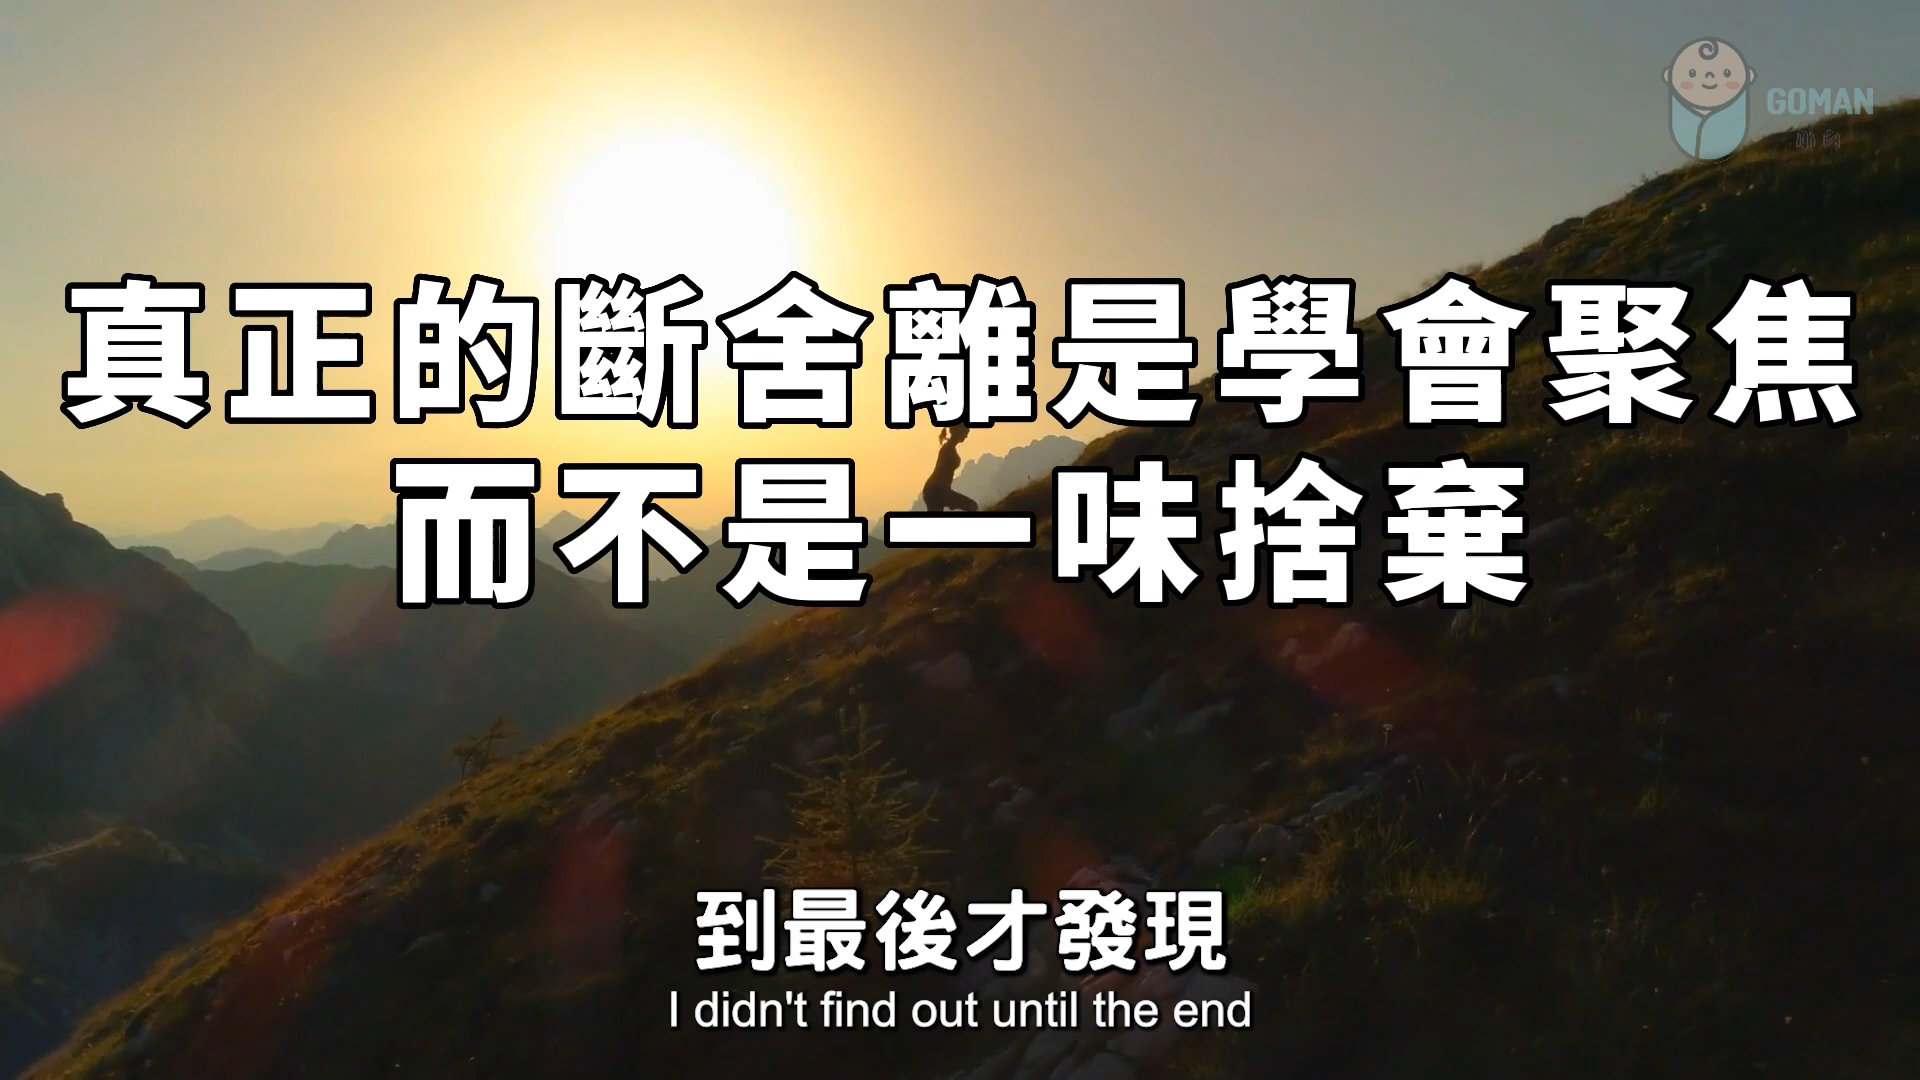 GOMAN
真正的斷舍離是學會聚焦
而不是一味捨棄
到最後才發現
I didn't find out until the end